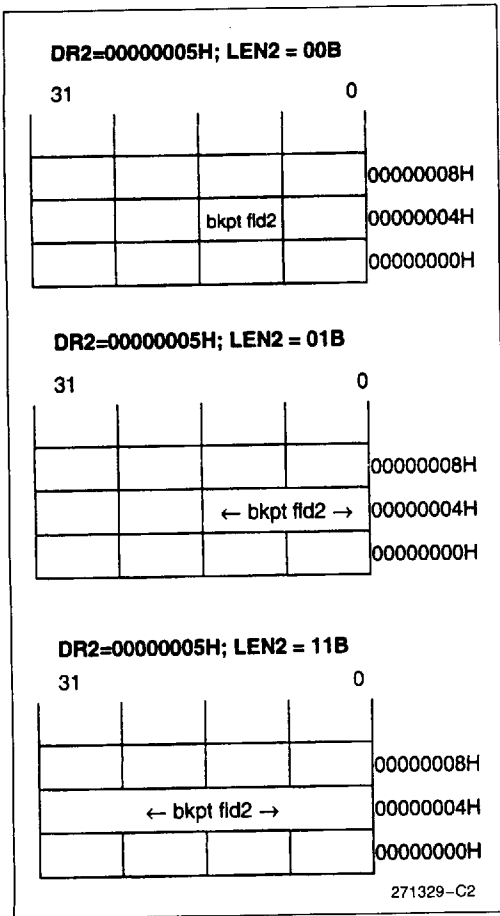 DR2=00000005H; LEN2 = 00B
31 0
00000008H
bkpt fld2 00000004H
00000000H
DR2=00000005H; LEN2 = 01B
31 0
00000008H
← bkpt fld2 → 00000004H
00000000H
DR2=00000005H; LEN2 = 11B
31 0
00000008H
← bkpt fld2 → 00000004H
00000000H
271329–C2